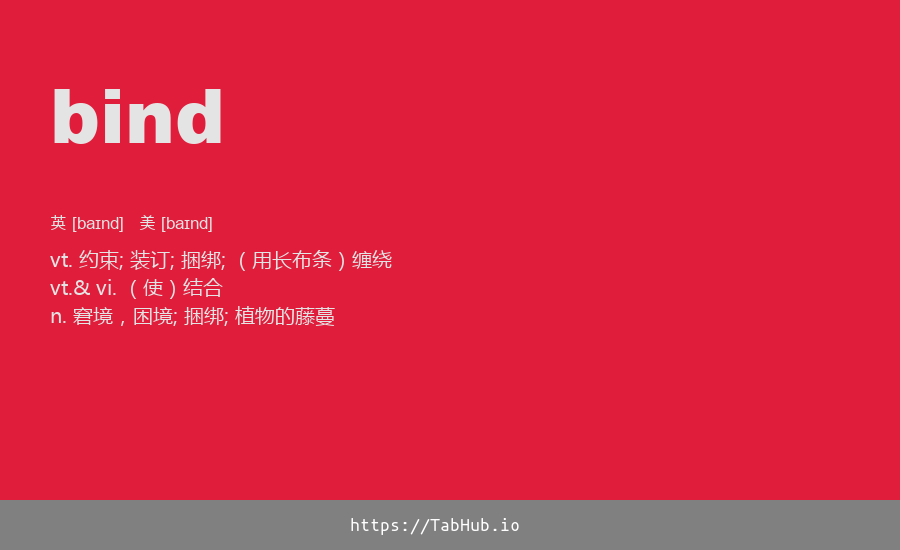 bind
英 [baɪnd] 美 [baɪnd]
vt. 约束; 装订; 捆绑; （用长布条）缠绕
vt.& vi. （使）结合
n. 窘境，困境; 捆绑; 植物的藤蔓
https://TabHub.io